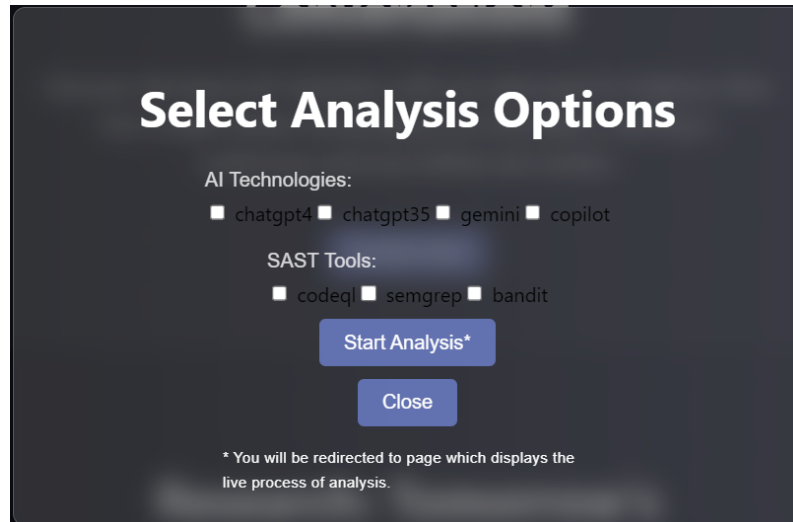 Select Analysis Options
AI Technologies:
chatgpt4 chatgpt35 gemini copilot
SAST Tools:
codeql semgrep bandit
Start Analysis*
Close
* You will be redirected to page which displays the
live process of analysis.